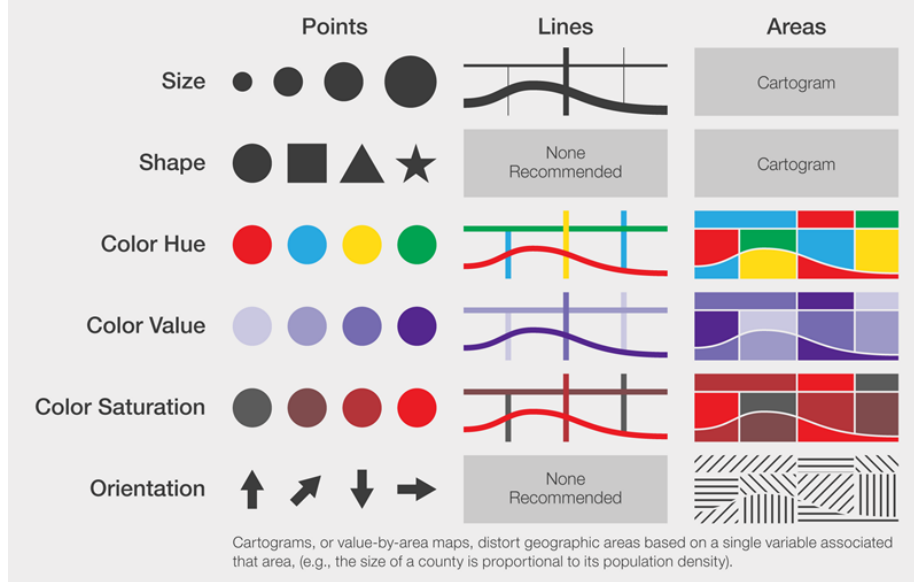 Points Lines Areas
Size
Cartogram
Shape
None
Recommended
Cartogram
Color Hue
Color Value
Color Saturation
Orientation
None
Recommended
Cartograms, or value-by-area maps, distort geographic areas based on a single variable associated
that area, (e.g., the size of a county is proportional to its population density).